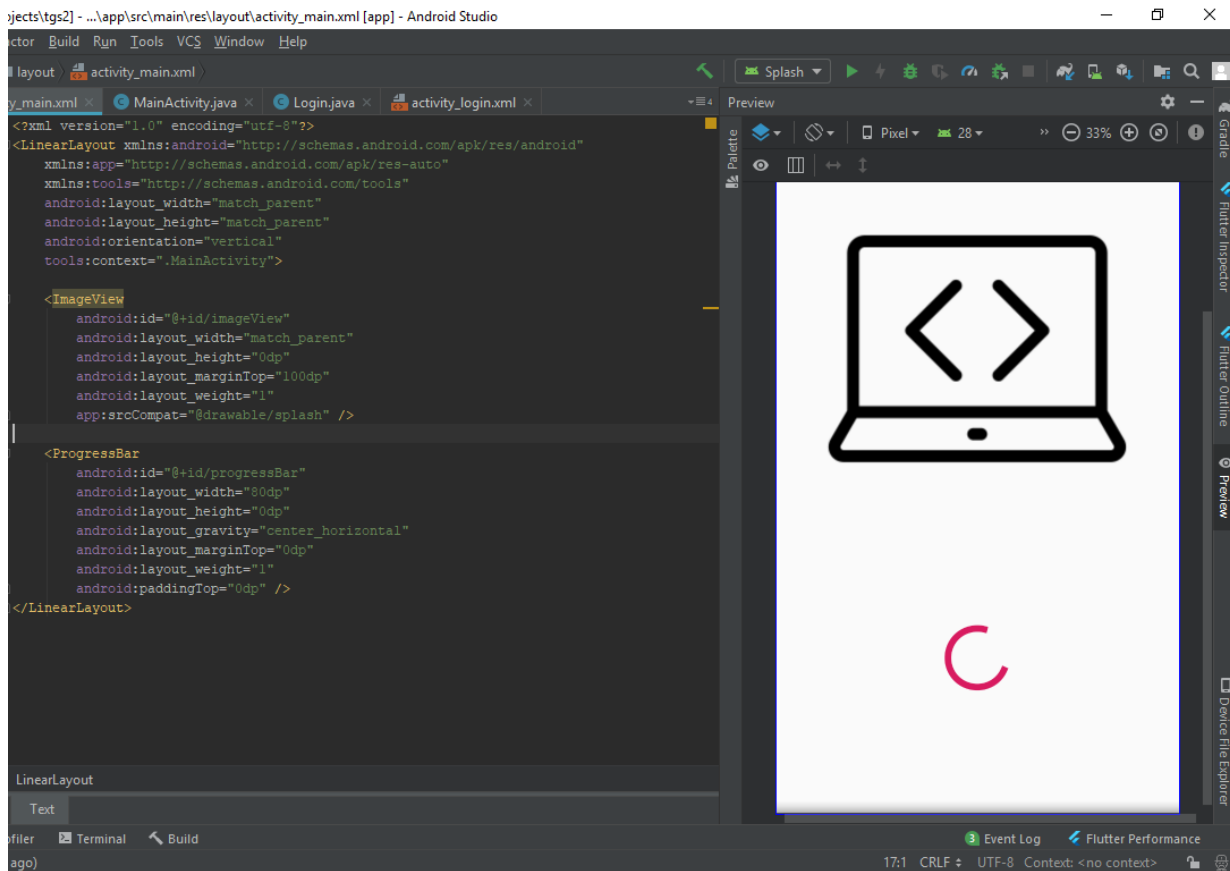 ojects\tgs2] - ...\app\src\main\res\layout\activity_main.xml [app] - Android Studio
actor Build Run Tools VCS Window Help
layout activity_main.xml
Splash
ty_main.xml MainActivity.java Login.java activity_login.xml
4
Preview
Pixel 28 33%
<?xml version="1.0" encoding="utf-8"?>
<LinearLayout xmlns:android="http://schemas.android.com/apk/res/android"
xmlns:app="http://schemas.android.com/apk/res-auto"
xmlns:tools="http://schemas.android.com/tools"
android:layout_width="match_parent"
android:layout_height="match_parent"
android:orientation="vertical"
tools:context=".MainActivity">
<ImageView
android:id="@+id/imageView"
android:layout_width="match_parent"
android:layout_height="0dp"
android:layout_marginTop="100dp"
android:layout_weight="1"
app:srcCompat="@drawable/splash" />
<ProgressBar
android:id="@+id/progressBar"
android:layout_width="80dp"
android:layout_height="0dp"
android:layout_gravity="center_horizontal"
android:layout_marginTop="0dp"
android:layout_weight="1"
android:paddingTop="0dp" />
</LinearLayout>
Palette
Gradle
Flutter Inspector
Flutter Outline
Preview
Device File Explorer
LinearLayout
Text
ofiler Terminal Build
3 Event Log Flutter Performance
ago)
17:1 CRLF UTF-8 Context: <no context>